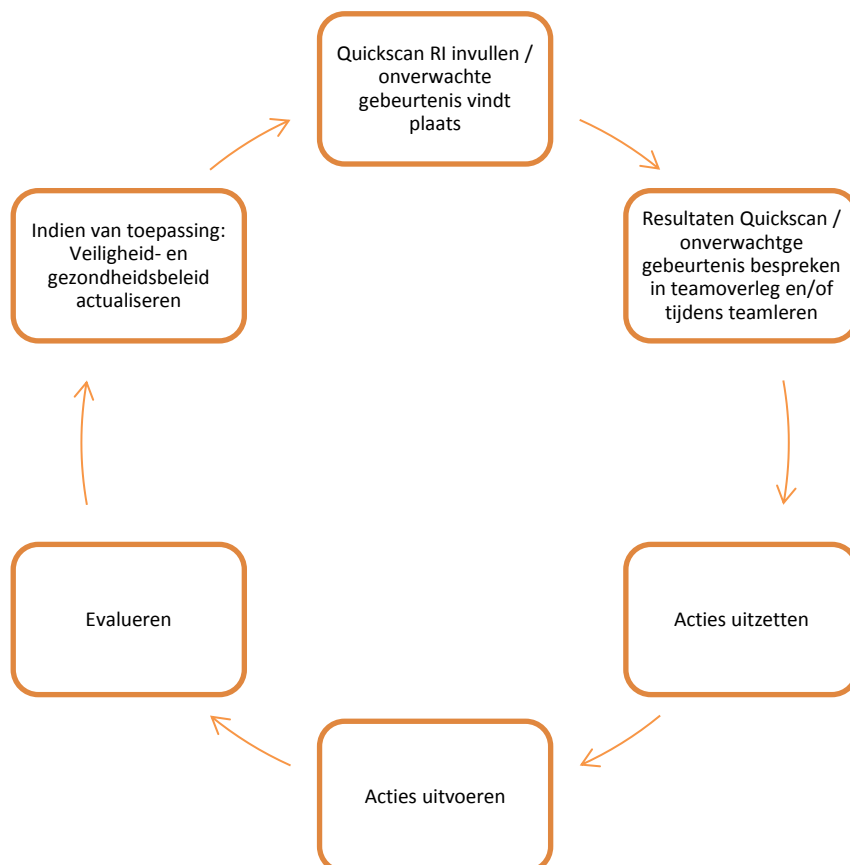 Quickscan RI invullen /
onverwachte
gebeurtenis vindt
plaats
Resultaten Quickscan /
onverwachtge
gebeurtenis bespreken
in teamoverleg en/of
tijdens teamleren
Acties uitzetten
Acties uitvoeren
Evalueren
Indien van toepassing:
Veiligheid- en
gezondheidsbeleid
actualiseren